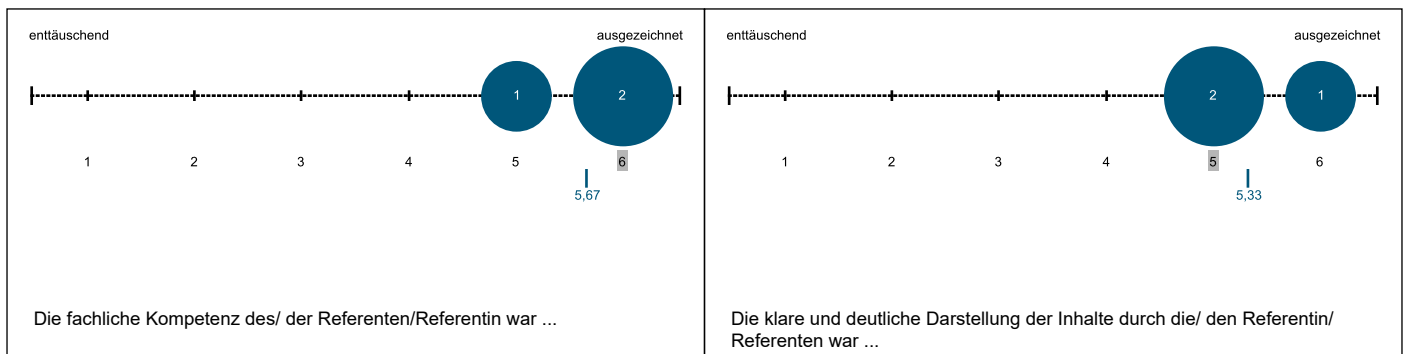 enttäuschend ausgezeichnet
1 2
1 2 3 4 5 6
5,67
Die fachliche Kompetenz des/ der Referenten/Referentin war ...
enttäuschend ausgezeichnet
2 1
1 2 3 4 5 6
5,33
Die klare und deutliche Darstellung der Inhalte durch die/ den Referentin/
Referenten war ...